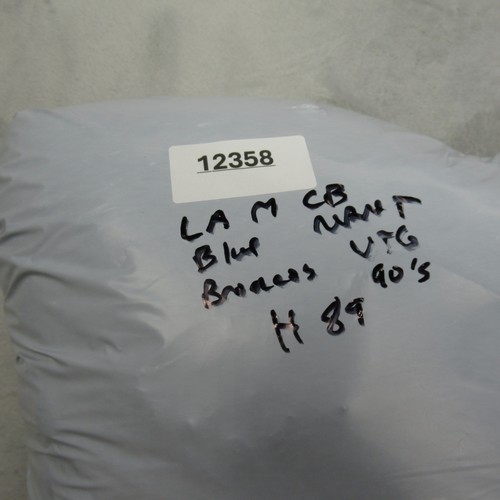 12358
LA M CB
Blue NAHT
Broncos VTG
90's
H 89